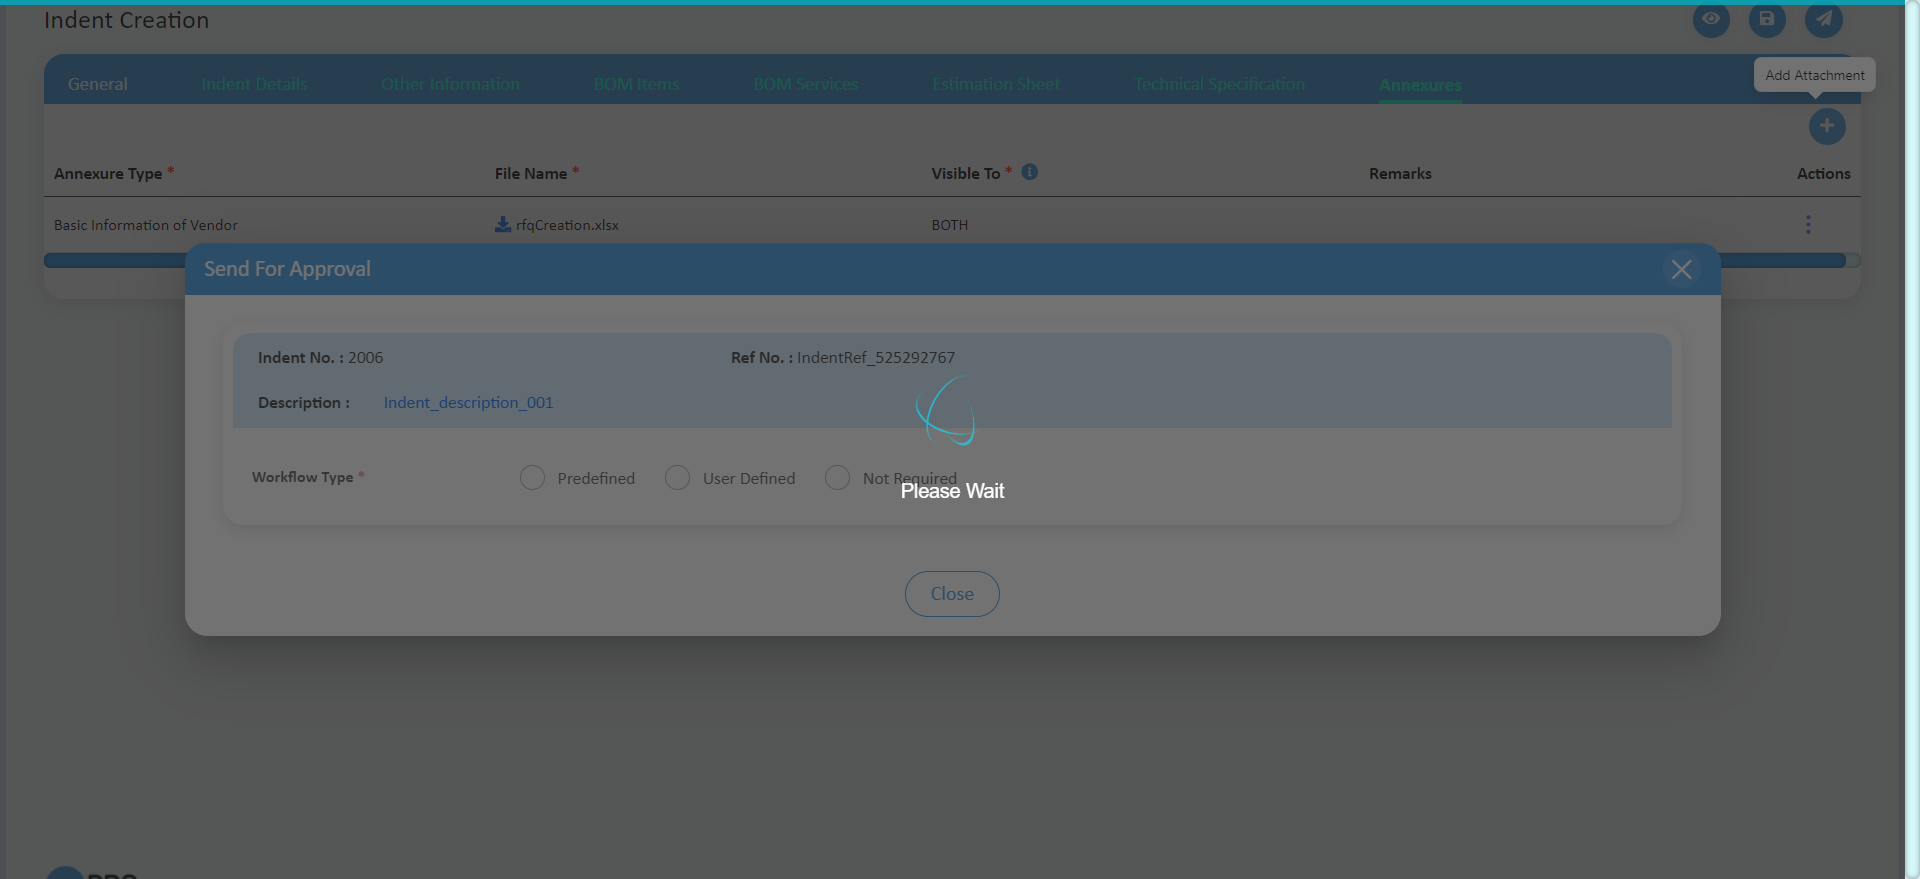 Indent Creation
General Indent Details Other Information BOM Items BOM Services Estimation Sheet Technical Specification Annexures
Add Attachment
Annexure Type * File Name * Visible To * Remarks Actions
Basic Information of Vendor rfqCreation.xlsx BOTH
Send For Approval
Indent No. : 2006 Ref No. : IndentRef_525292767
Description : Indent_description_001
Workflow Type * Predefined User Defined Not Required
Please Wait
Close